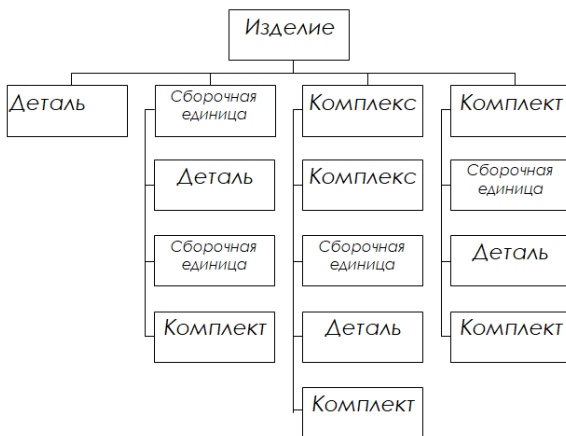 Изделие
Деталь
Сборочная
единица
Комплекс
Комплект
Деталь
Комплекс
Сборочная
единица
Сборочная
единица
Сборочная
единица
Деталь
Комплект
Деталь
Комплект
Комплект